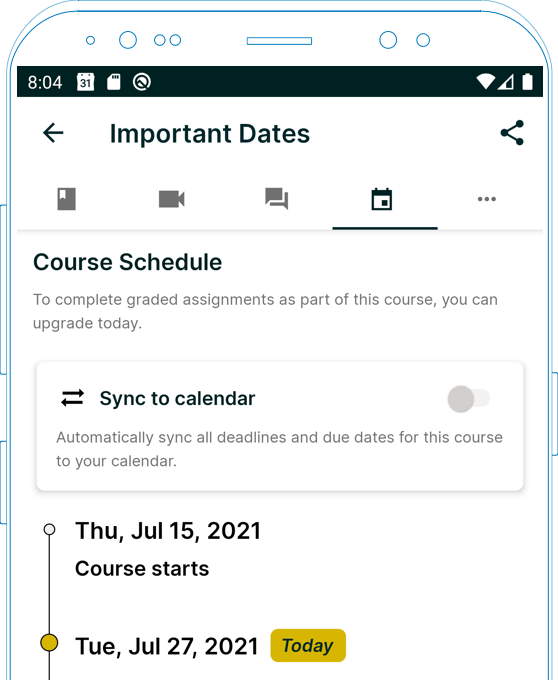 8:04 31
Important Dates
Course Schedule
To complete graded assignments as part of this course, you can
upgrade today.
Sync to calendar
Automatically sync all deadlines and due dates for this course
to your calendar.
Thu, Jul 15, 2021
Course starts
Tue, Jul 27, 2021 Today